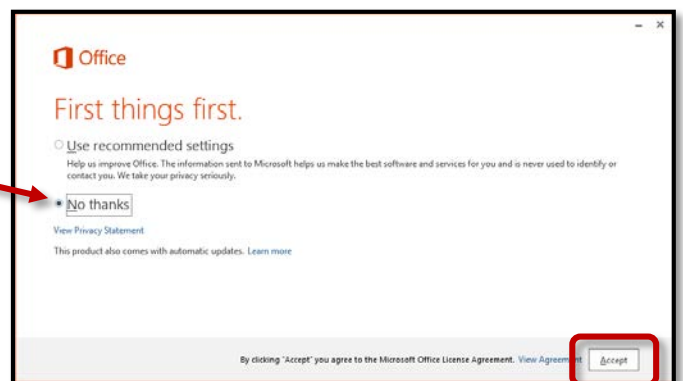 Office
First things first.
Use recommended settings
Help us improve Office. The information sent to Microsoft helps us make the best software and services for you and is never used to identify or
contact you. We take your privacy seriously.
No thanks
View Privacy Statement
This product also comes with automatic updates. Learn more
By clicking "Accept" you agree to the Microsoft Office License Agreement. View Agreement Accept